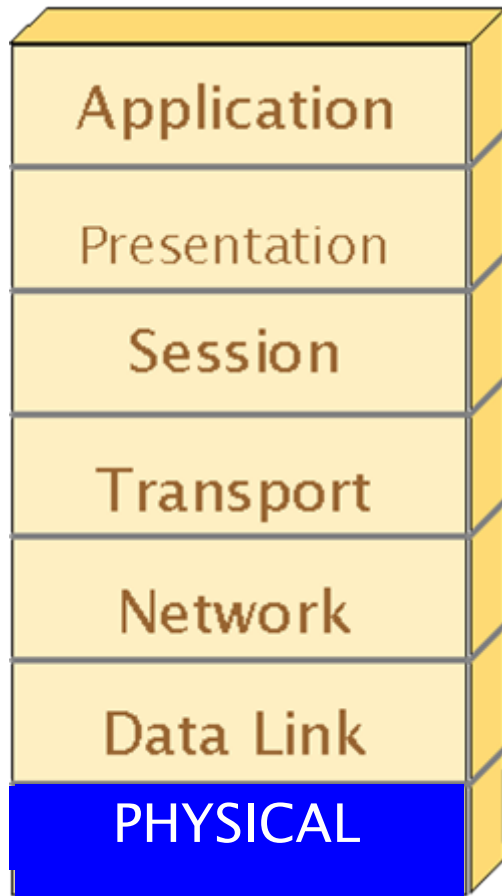 Application
Presentation
Session
Transport
Network
Data Link
PHYSICAL